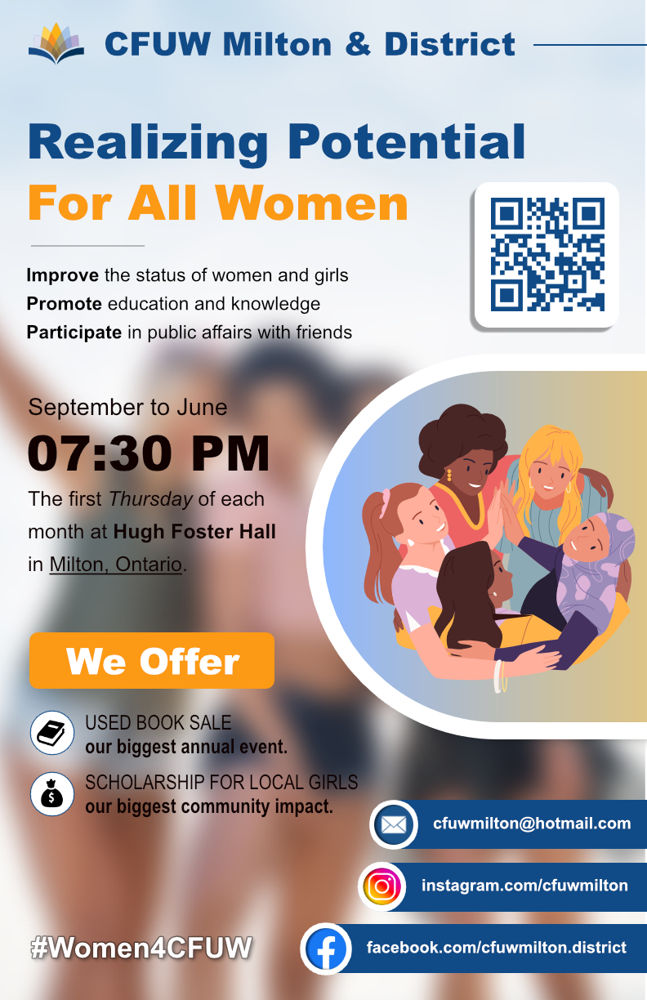 CFUW Milton & District
Realizing Potential
For All Women
Improve the status of women and girls
Promote education and knowledge
Participate in public affairs with friends
September to June
07:30 PM
The first Thursday of each
month at Hugh Foster Hall
in Milton, Ontario.
We Offer
USED BOOK SALE
our biggest annual event.
SCHOLARSHIP FOR LOCAL GIRLS
our biggest community impact.
cfuwmilton@hotmail.com
instagram.com/cfuwmilton
facebook.com/cfuwmilton.district
#Women4CFUW